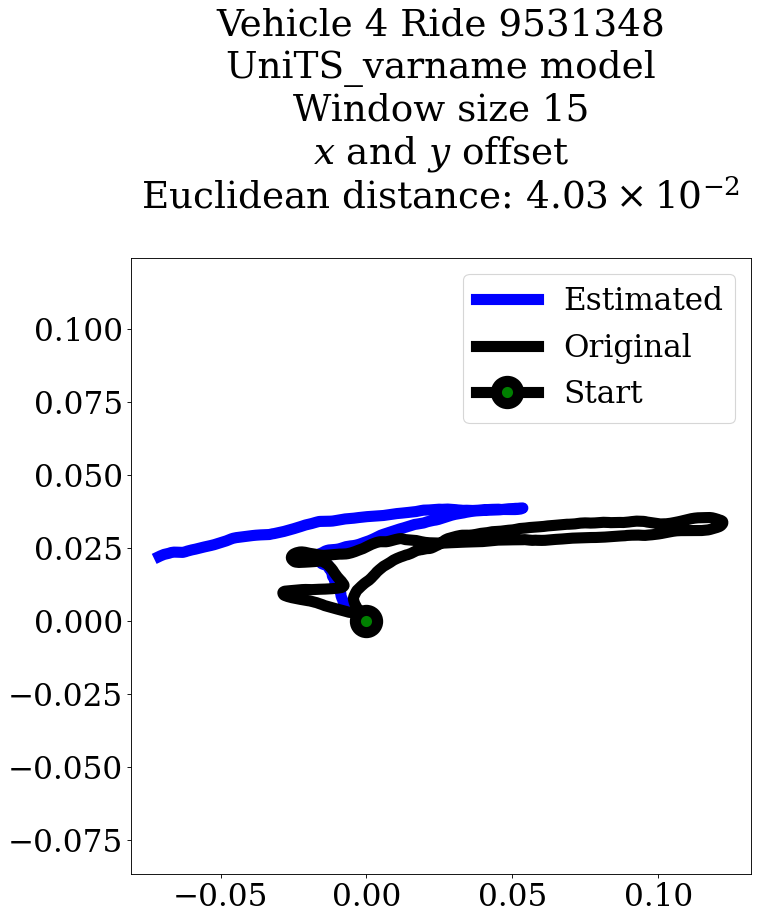 Vehicle 4 Ride 9531348
UniTS_varname model
Window size 15
x and y offset
Euclidean distance: 4.03 × 10⁻²
Estimated
Original
Start
0.100
0.075
0.050
0.025
0.000
−0.025
−0.050
−0.075
−0.05 0.00 0.05 0.10